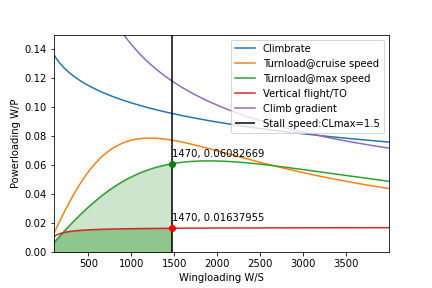 0.14
0.12
0.10
0.08
0.06
0.04
0.02
0.00
Powerloading W/P
Climbrate
Turnload@cruise speed
Turnload@max speed
Vertical flight/TO
Climb gradient
Stall speed:CLmax=1.5
1470, 0.06082669
1470, 0.01637955
500 1000 1500 2000 2500 3000 3500
Wingloading W/S